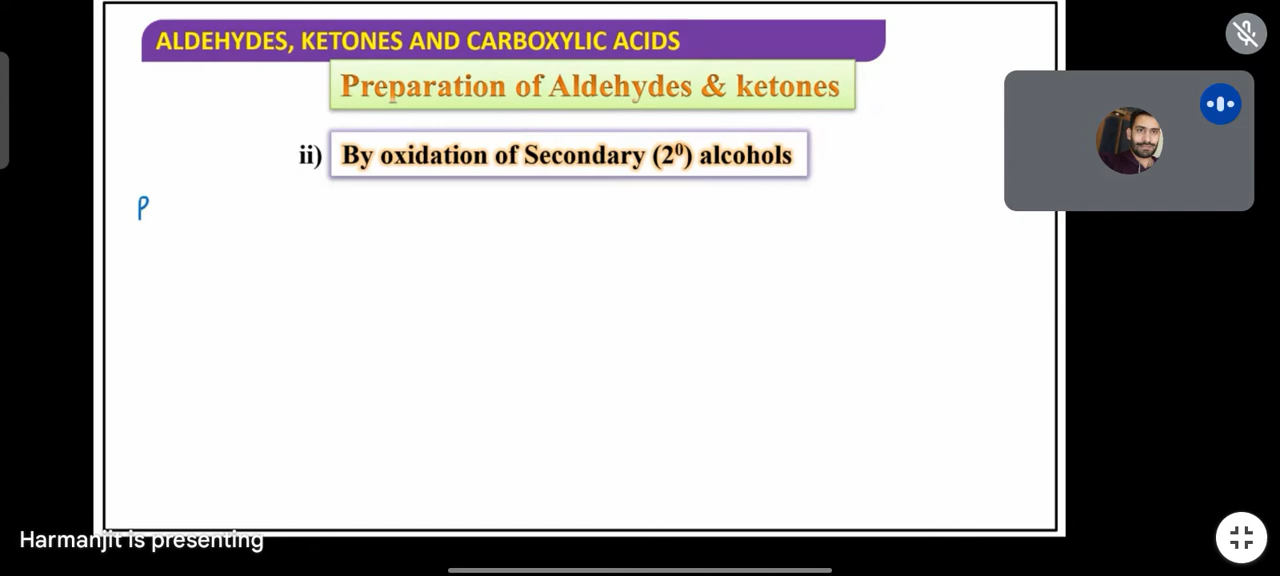 ALDEHYDES, KETONES AND CARBOXYLIC ACIDS
Preparation of Aldehydes & ketones
ii) By oxidation of Secondary (2⁰) alcohols
P
Harmanjit is presenting